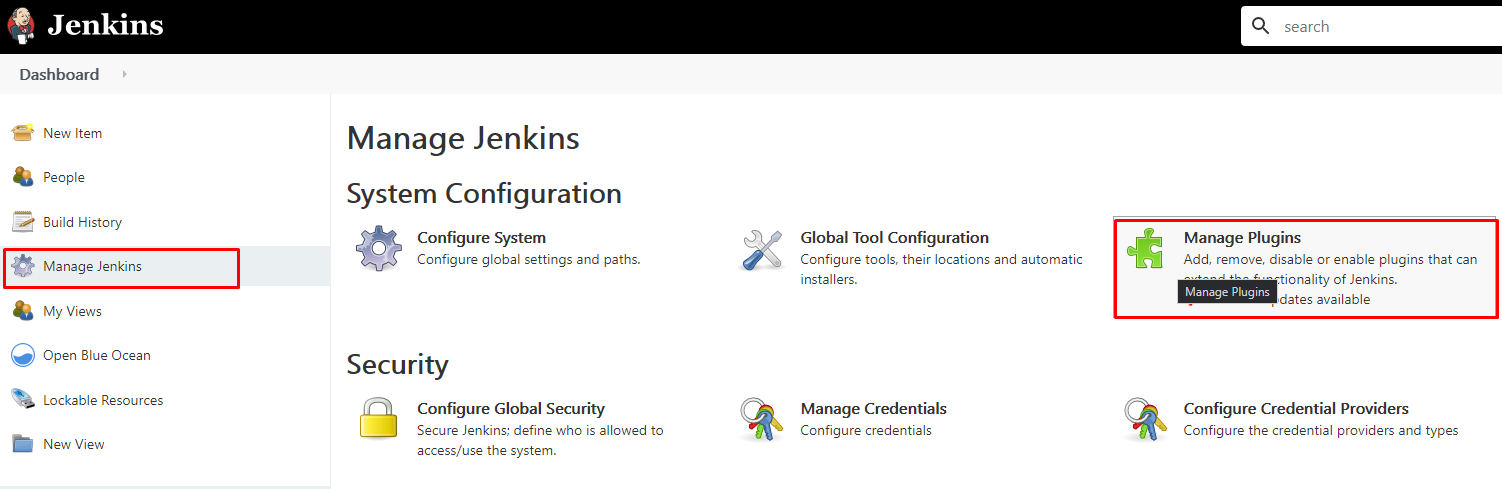 Jenkins
search
Dashboard
New Item
People
Build History
Manage Jenkins
My Views
Open Blue Ocean
Lockable Resources
New View
Manage Jenkins
System Configuration
Configure System
Configure global settings and paths.
Global Tool Configuration
Configure tools, their locations and automatic
installers.
Manage Plugins
Add, remove, disable or enable plugins that can
extend the functionality of Jenkins.
Manage Plugins
updates available
Security
Configure Global Security
Secure Jenkins; define who is allowed to
access/use the system.
Manage Credentials
Configure credentials
Configure Credential Providers
Configure the credential providers and types